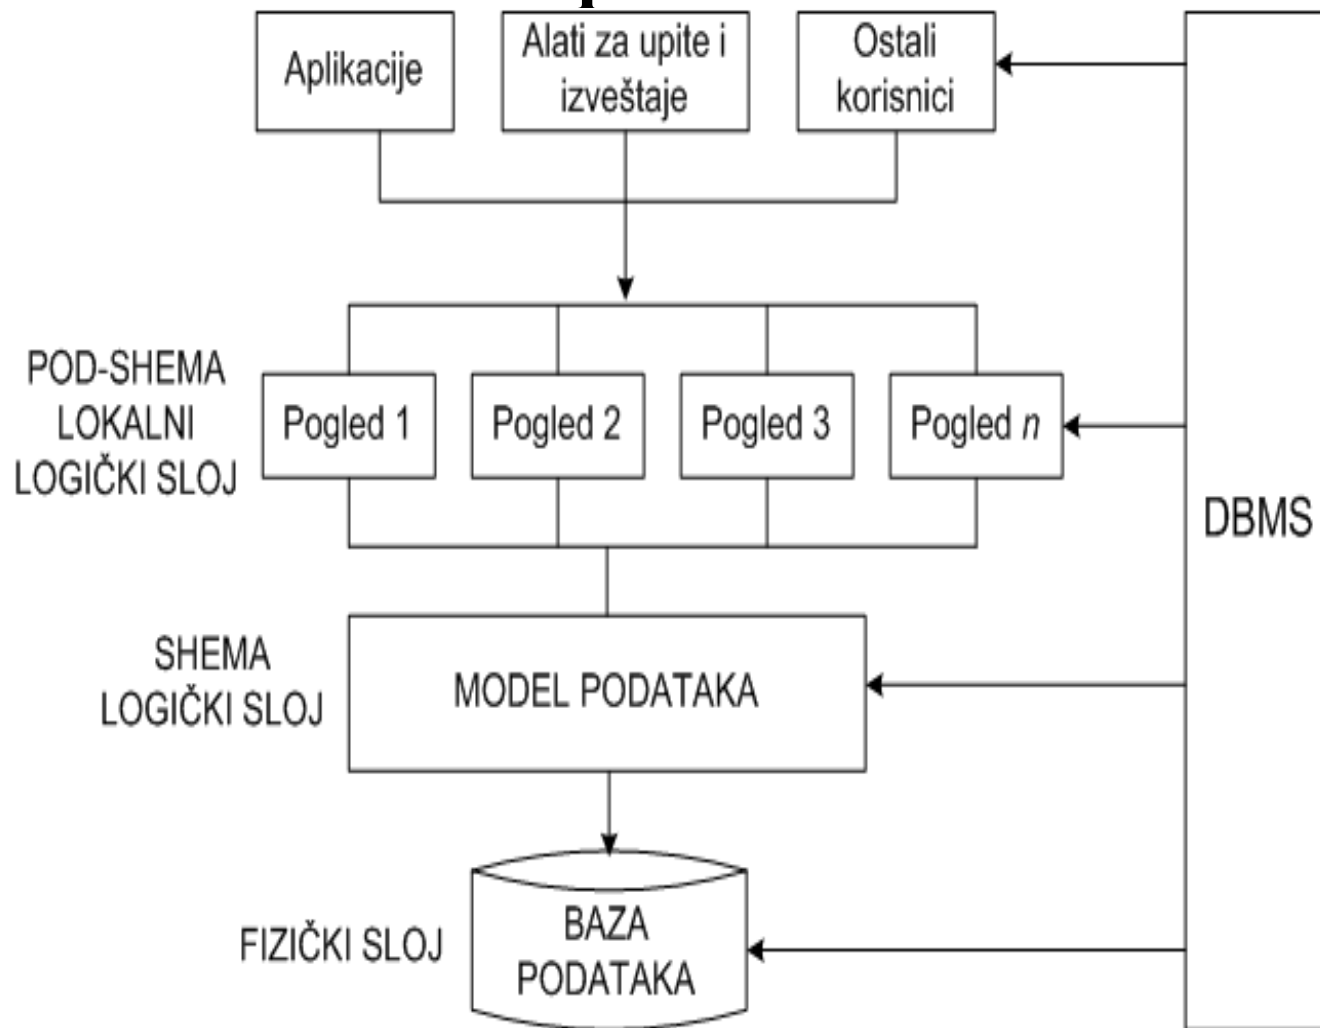 Aplikacije
Alati za upite i
izveštaje
Ostali
korisnici
POD-SHEMA
LOKALNI
LOGIČKI SLOJ
Pogled 1
Pogled 2
Pogled 3
Pogled n
DBMS
SHEMA
LOGIČKI SLOJ
MODEL PODATAKA
FIZIČKI SLOJ
BAZA
PODATAKA